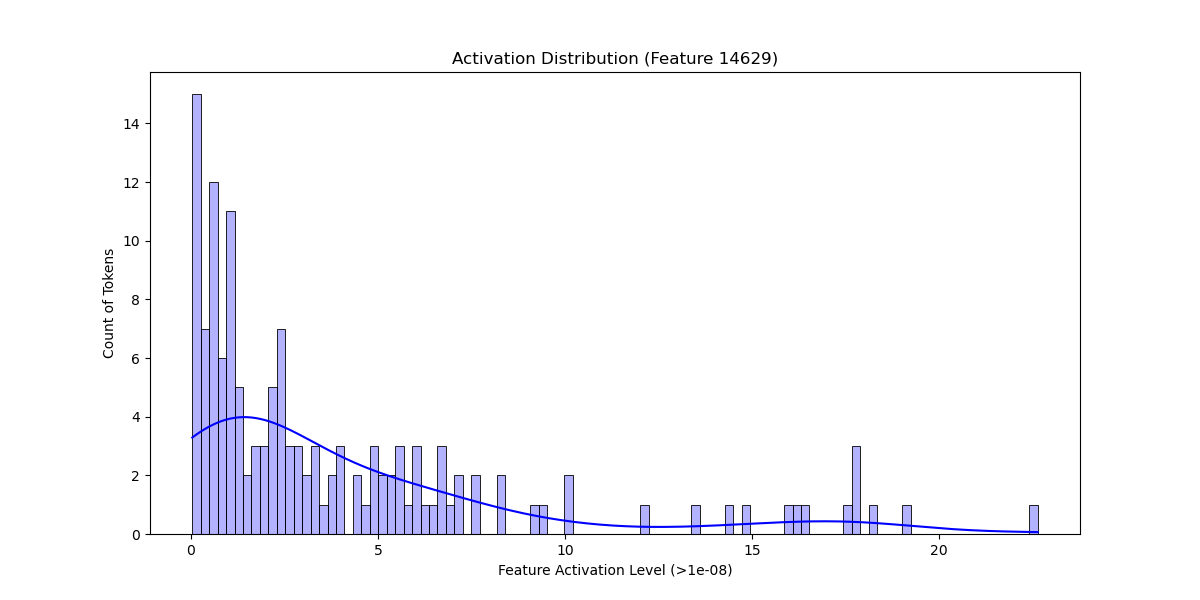 Activation Distribution (Feature 14629)
Count of Tokens
14
12
10
8
6
4
2
0
0 5 10 15 20
Feature Activation Level (>1e-08)